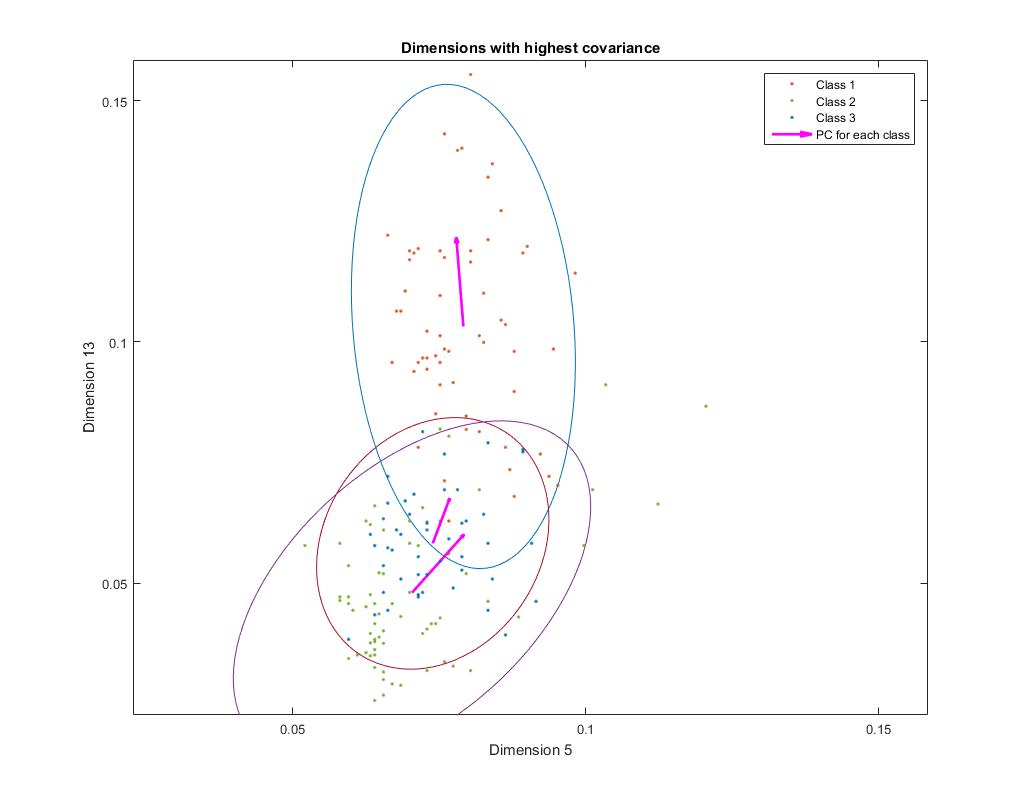 Dimensions with highest covariance
Class 1
Class 2
Class 3
PC for each class
0.15
0.1
0.05
Dimension 13
0.05
0.1
0.15
Dimension 5